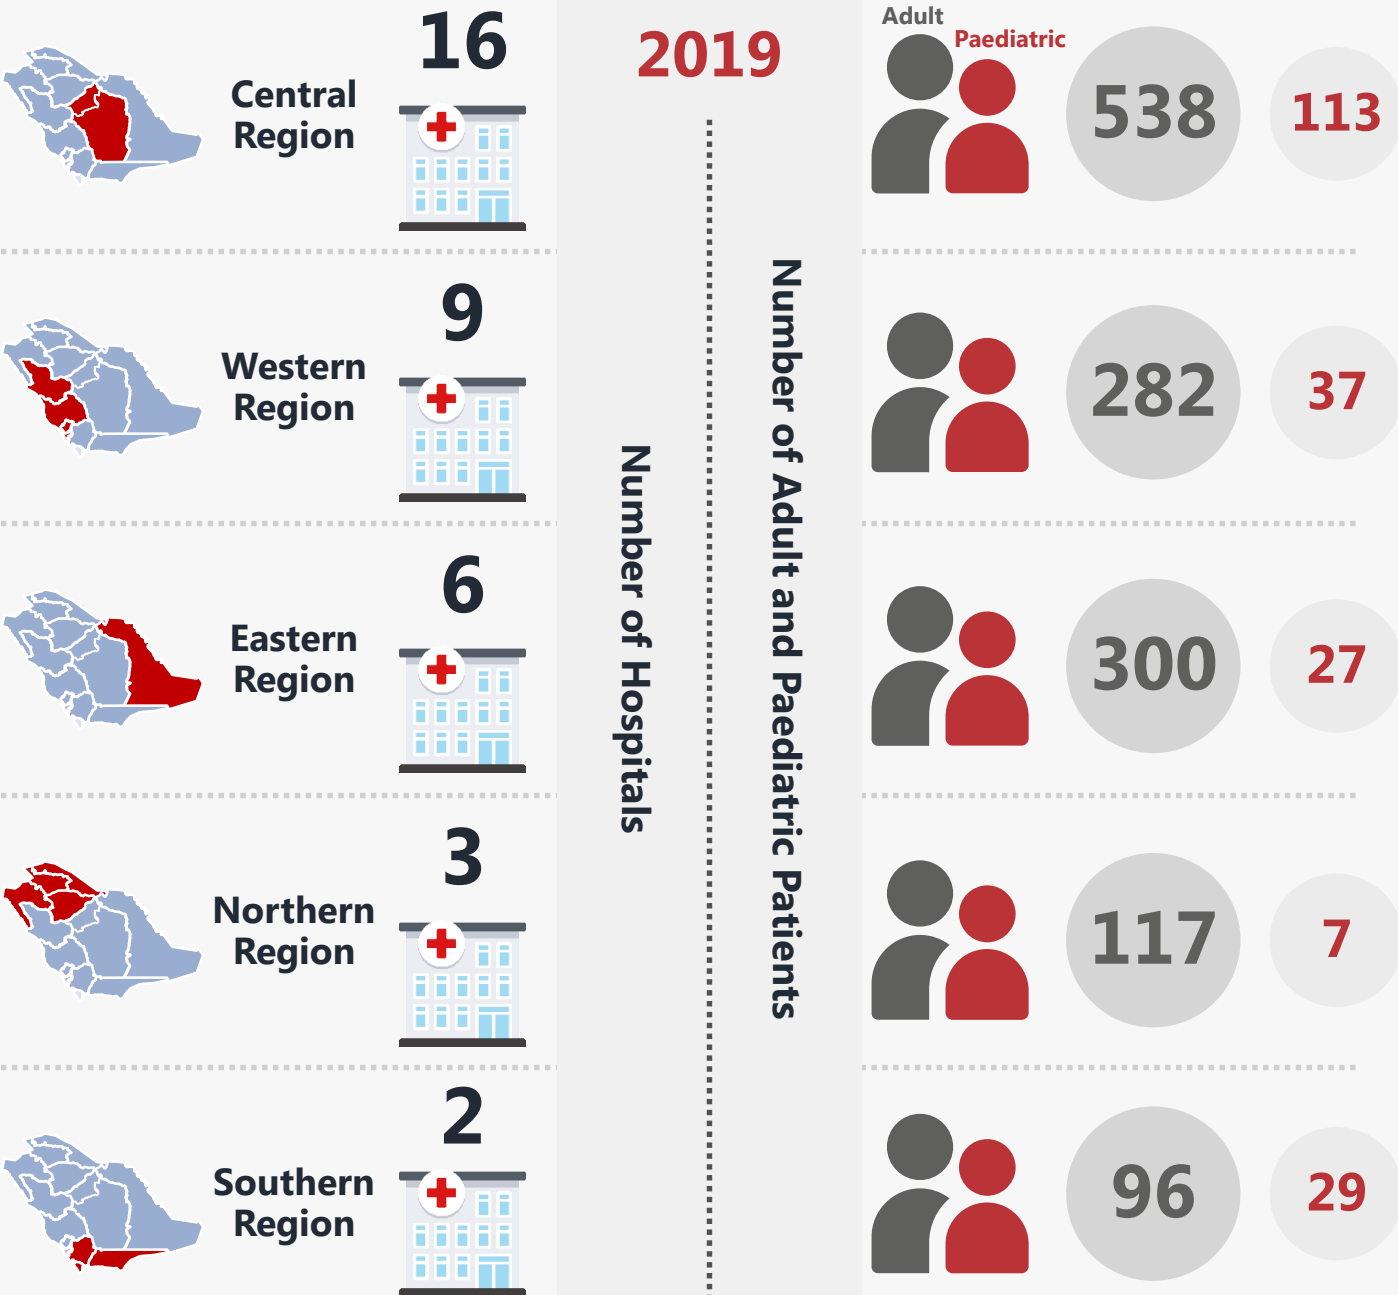 16
2019
Adult
Paediatric
Central
Region
538
113
9
Western
Region
282
37
Number of Hospitals
Number of Adult and Paediatric Patients
6
Eastern
Region
300
27
3
Northern
Region
117
7
2
Southern
Region
96
29